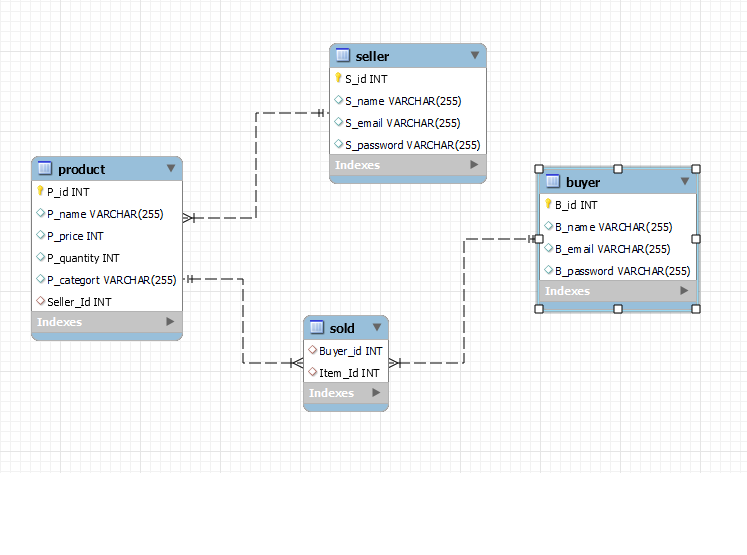 seller
S_id INT
S_name VARCHAR(255)
S_email VARCHAR(255)
S_password VARCHAR(255)
Indexes
product
P_id INT
P_name VARCHAR(255)
P_price INT
P_quantity INT
P_categort VARCHAR(255)
Seller_Id INT
Indexes
buyer
B_id INT
B_name VARCHAR(255)
B_email VARCHAR(255)
B_password VARCHAR(255)
Indexes
sold
Buyer_id INT
Item_Id INT
Indexes